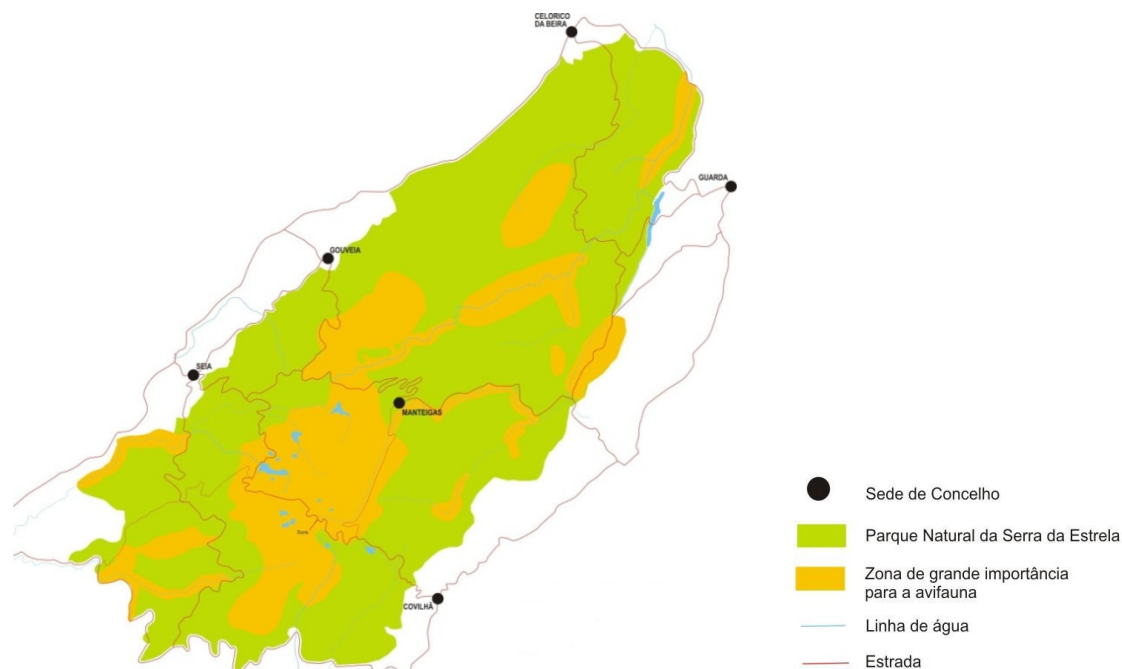 CELORICO
DA BEIRA
GUARDA
GOUVEIA
SEIA
MANTEIGAS
Torre
COVILHÃ
Sede de Concelho
Parque Natural da Serra da Estrela
Zona de grande importância
para a avifauna
Linha de água
Estrada